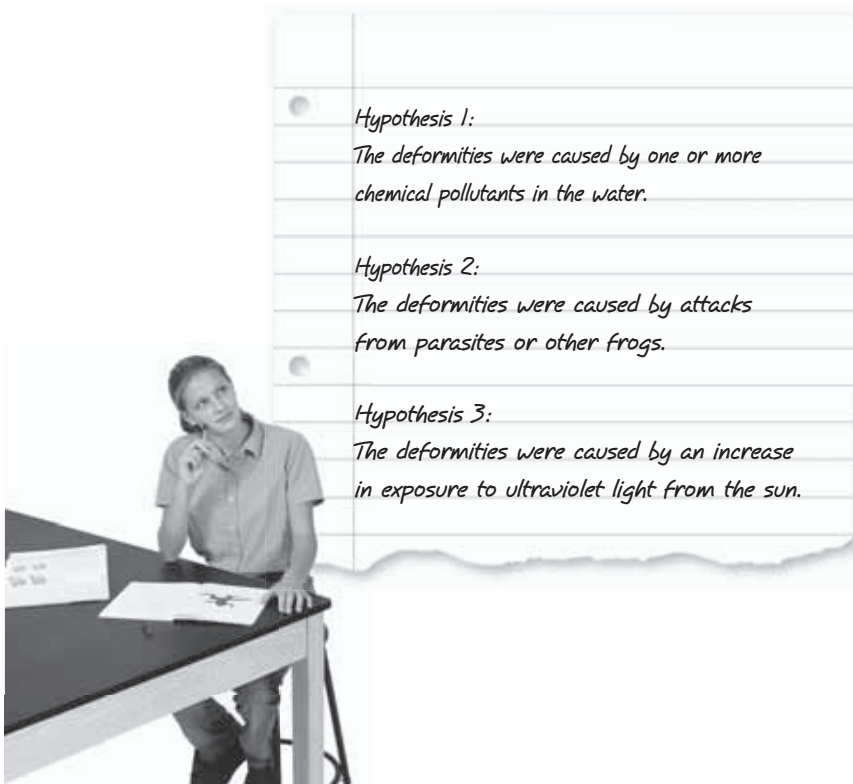 Hypothesis 1:
The deformities were caused by one or more
chemical pollutants in the water.
Hypothesis 2:
The deformities were caused by attacks
from parasites or other frogs.
Hypothesis 3:
The deformities were caused by an increase
in exposure to ultraviolet light from the sun.